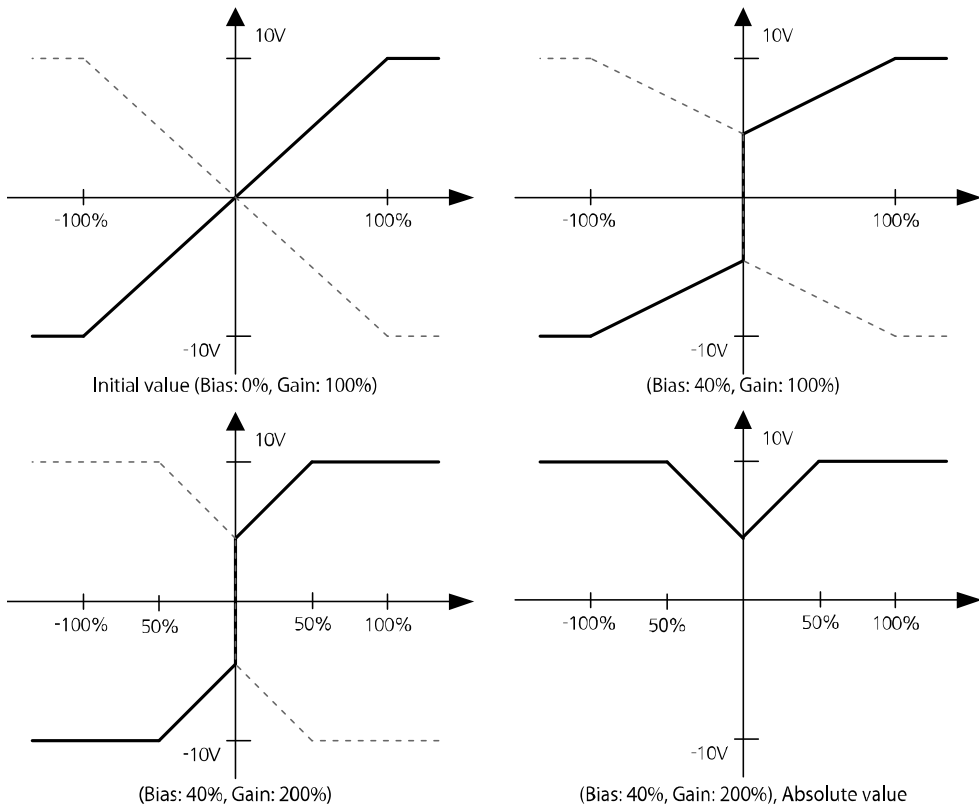 10V
-100%
100%
-10V
Initial value (Bias: 0%, Gain: 100%)
10V
-100%
100%
-10V
(Bias: 40%, Gain: 100%)
10V
-100%
50%
50%
100%
-10V
(Bias: 40%, Gain: 200%)
10V
-100%
50%
50%
100%
-10V
(Bias: 40%, Gain: 200%), Absolute value